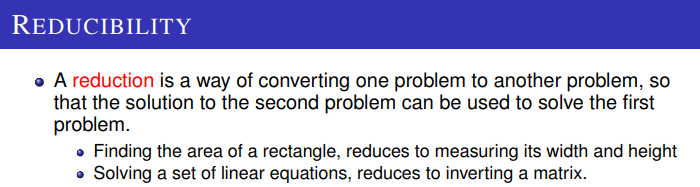 REDUCIBILITY
A reduction is a way of converting one problem to another problem, so
that the solution to the second problem can be used to solve the first
problem.
Finding the area of a rectangle, reduces to measuring its width and height
Solving a set of linear equations, reduces to inverting a matrix.